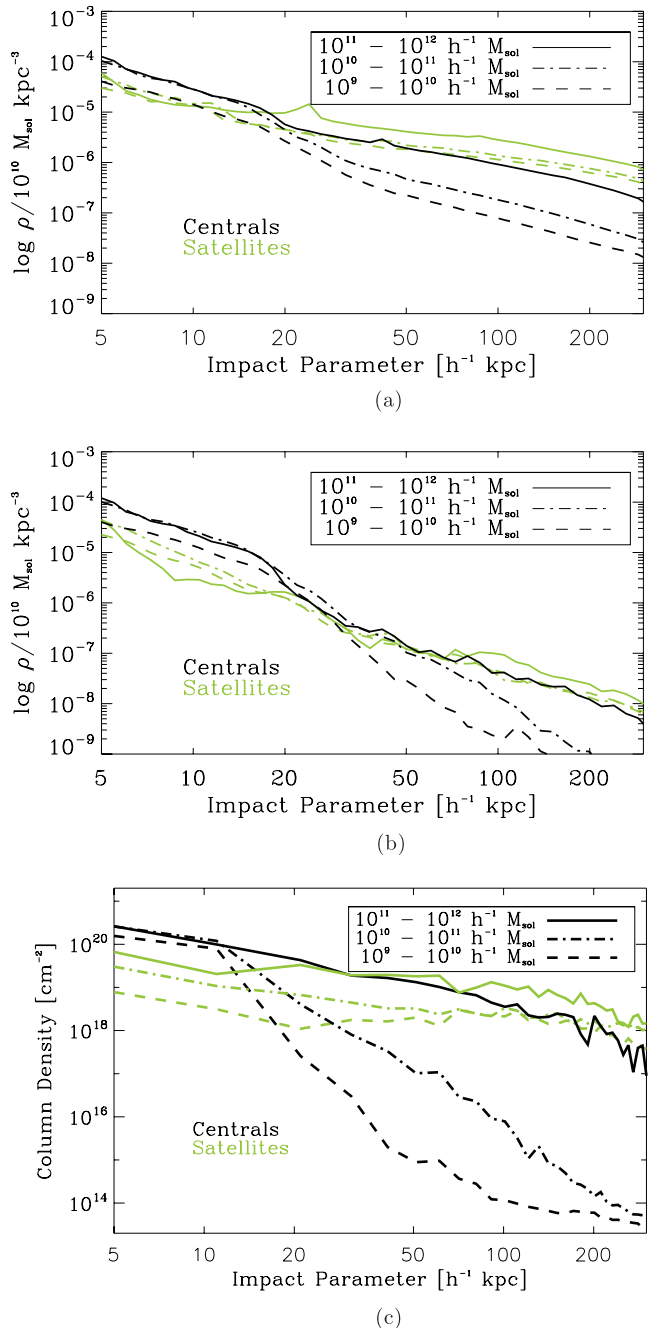 10⁻³
10⁻⁴
10⁻⁵
10⁻⁶
10⁻⁷
10⁻⁸
10⁻⁹
log ρ/10¹⁰ M_sol kpc⁻³
10¹¹ − 10¹² h⁻¹ M_sol
10¹⁰ − 10¹¹ h⁻¹ M_sol
10⁹ − 10¹⁰ h⁻¹ M_sol
Centrals
Satellites
5 10 20 50 100 200
Impact Parameter [h⁻¹ kpc]
(a)
10⁻³
10⁻⁴
10⁻⁵
10⁻⁶
10⁻⁷
10⁻⁸
10⁻⁹
log ρ/10¹⁰ M_sol kpc⁻³
10¹¹ − 10¹² h⁻¹ M_sol
10¹⁰ − 10¹¹ h⁻¹ M_sol
10⁹ − 10¹⁰ h⁻¹ M_sol
Centrals
Satellites
5 10 20 50 100 200
Impact Parameter [h⁻¹ kpc]
(b)
10²⁰
10¹⁸
10¹⁶
10¹⁴
Column Density [cm⁻²]
10¹¹ − 10¹² h⁻¹ M_sol
10¹⁰ − 10¹¹ h⁻¹ M_sol
10⁹ − 10¹⁰ h⁻¹ M_sol
Centrals
Satellites
5 10 20 50 100 200
Impact Parameter [h⁻¹ kpc]
(c)